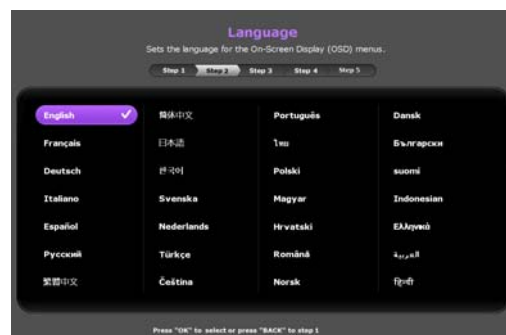 Language
Sets the language for the On-Screen Display (OSD) menus.
Step 1 Step 2 Step 3 Step 4 Step 5
English 简体中文 Português Dansk
Français 日本語 ไทย Български
Deutsch 한국어 Polski suomi
Italiano Svenska Magyar Indonesian
Español Nederlands Hrvatski Ελληνικά
Русский Türkçe Română العربية
繁體中文 Čeština Norsk हिन्दी
Press "OK" to select or press "BACK" to step 1